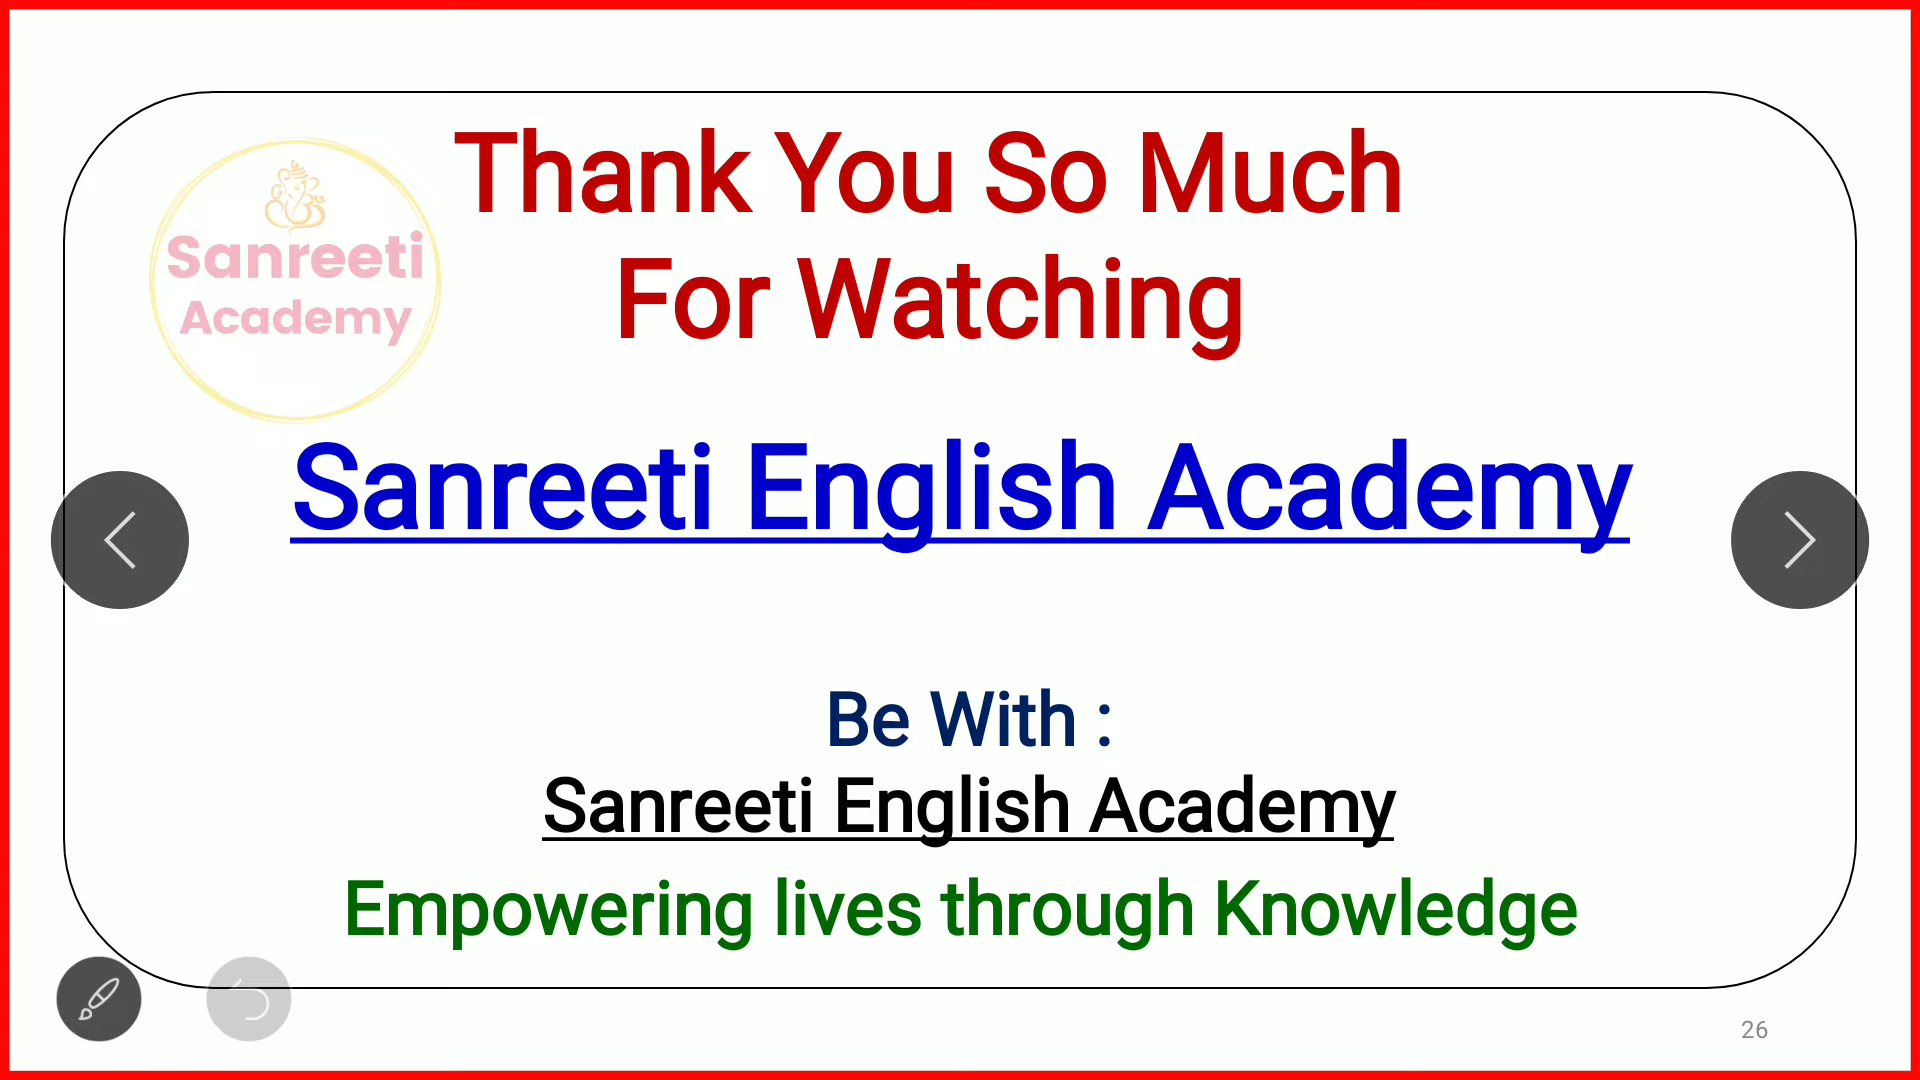 Thank You So Much
For Watching
Sanreeti
Academy
Sanreeti English Academy
Be With :
Sanreeti English Academy
Empowering lives through Knowledge
26